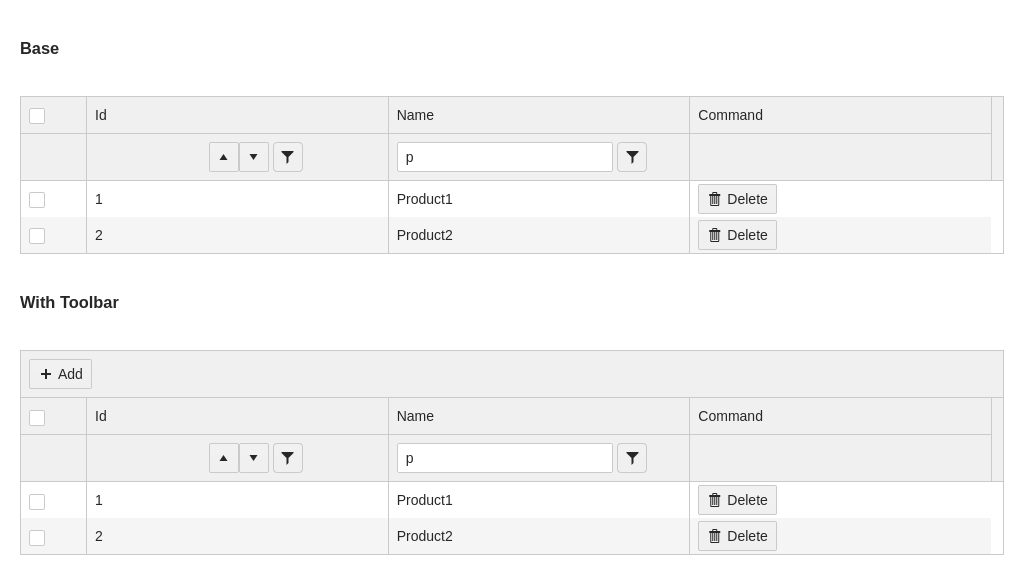 Base
Id Name Command
p
1 Product1 Delete
2 Product2 Delete
With Toolbar
Add
Id Name Command
p
1 Product1 Delete
2 Product2 Delete